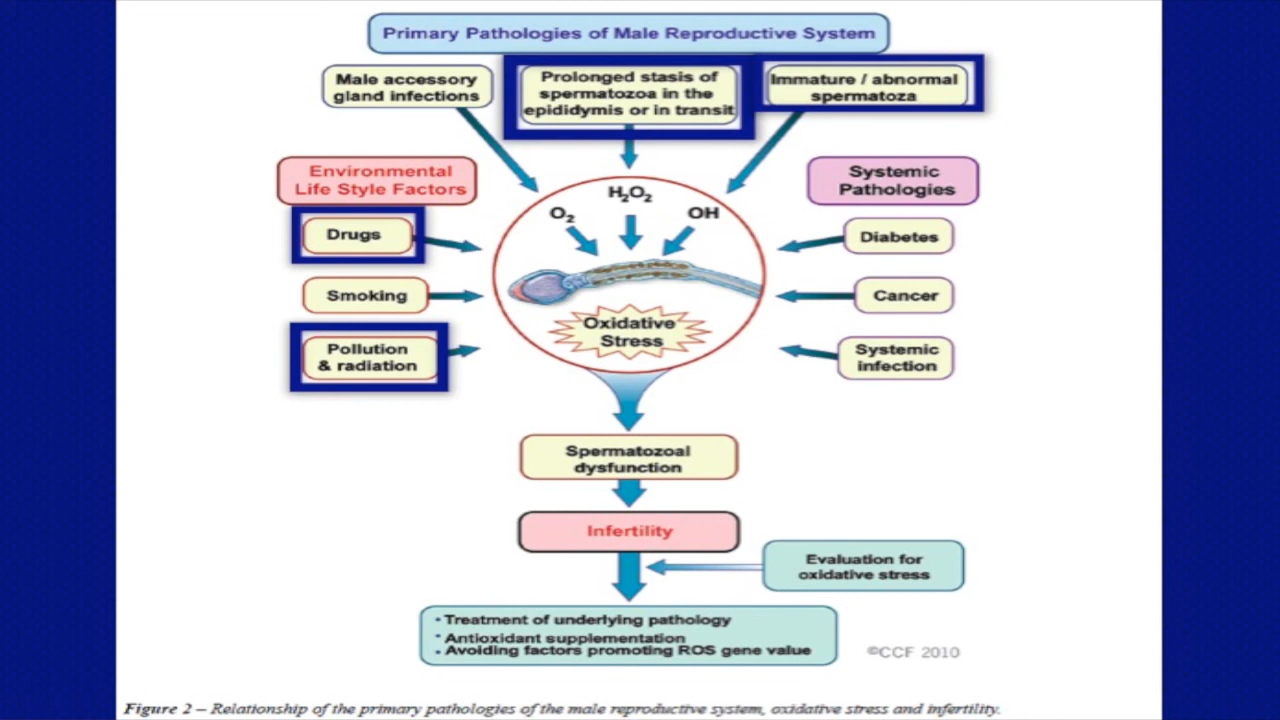 Primary Pathologies of Male Reproductive System
Male accessory
gland infections
Prolonged stasis of
spermatozoa in the
epididymis or in transit
Immature / abnormal
spermatoza
Environmental
Life Style Factors
Systemic
Pathologies
H2O2
O2
OH
Drugs
Diabetes
Smoking
Cancer
Oxidative
Stress
Pollution
& radiation
Systemic
infection
Spermatozoal
dysfunction
Infertility
Evaluation for
oxidative stress
• Treatment of underlying pathology
• Antioxidant supplementation
• Avoiding factors promoting ROS gene value
©CCF 2010
Figure 2 – Relationship of the primary pathologies of the male reproductive system, oxidative stress and infertility.